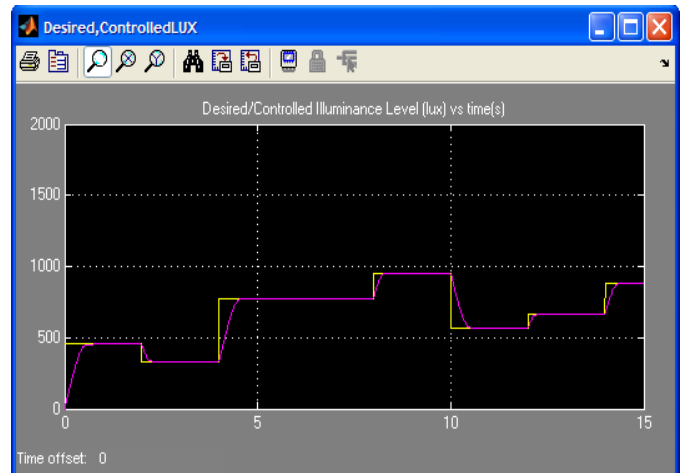 Desired,ControlledLUX
Desired/Controlled Illuminance Level (lux) vs time(s)
2000
1500
1000
500
0
0 5 10 15
Time offset: 0